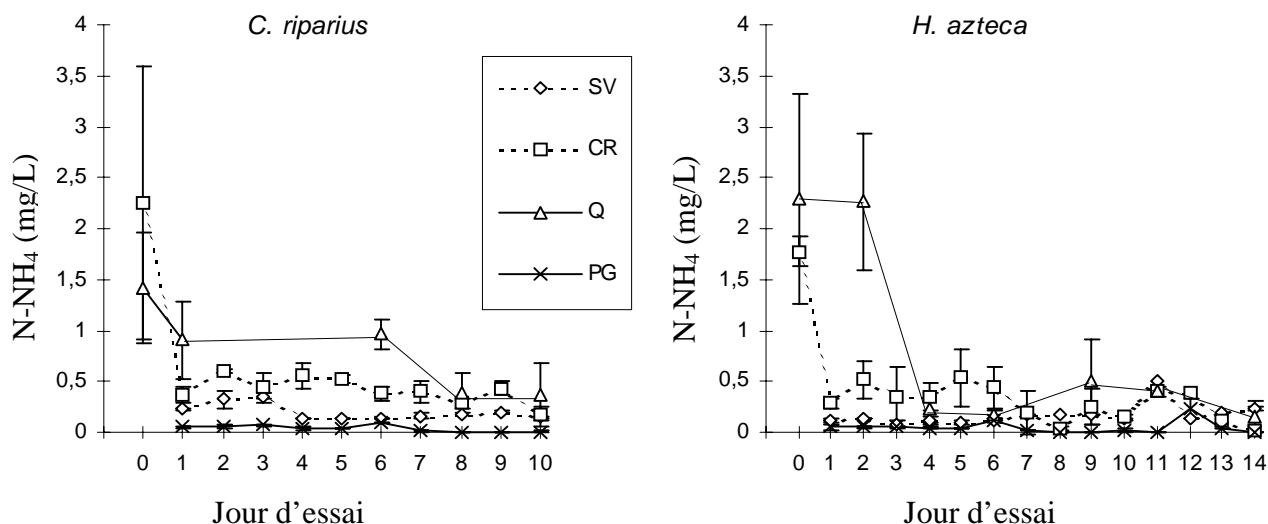 C. riparius
4
3,5
3
2,5
2
1,5
1
0,5
0
N-NH₄ (mg/L)
0 1 2 3 4 5 6 7 8 9 10
Jour d'essai
SV
CR
Q
PG
H. azteca
4
3,5
3
2,5
2
1,5
1
0,5
0
N-NH₄ (mg/L)
0 1 2 3 4 5 6 7 8 9 10 11 12 13 14
Jour d'essai